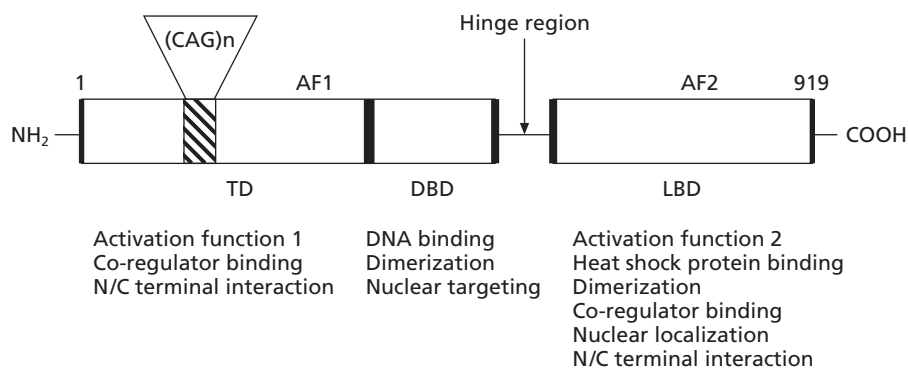 Hinge region
(CAG)n
1 AF1 AF2 919
NH₂ COOH
TD DBD LBD
Activation function 1
Co-regulator binding
N/C terminal interaction
DNA binding
Dimerization
Nuclear targeting
Activation function 2
Heat shock protein binding
Dimerization
Co-regulator binding
Nuclear localization
N/C terminal interaction